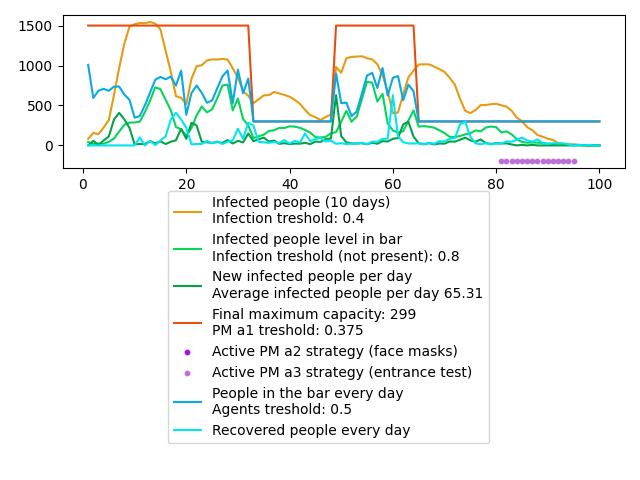 1500
1000
500
0
0
20
40
60
80
100
Infected people (10 days)
Infection treshold: 0.4
Infected people level in bar
Infection treshold (not present): 0.8
New infected people per day
Average infected people per day 65.31
Final maximum capacity: 299
PM a1 treshold: 0.375
Active PM a2 strategy (face masks)
Active PM a3 strategy (entrance test)
People in the bar every day
Agents treshold: 0.5
Recovered people every day